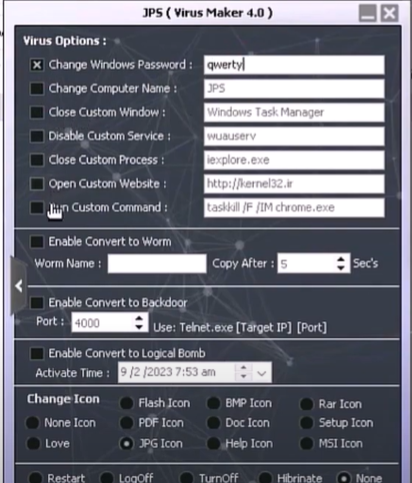 JPS ( Virus Maker 4.0 )
Virus Options :
Change Windows Password : qwerty
Change Computer Name : JPS
Close Custom Window : Windows Task Manager
Disable Custom Service : wuauserv
Close Custom Process : iexplore.exe
Open Custom Website : http://kernel32.ir
Custom Command : taskkill /F /IM chrome.exe
Enable Convert to Worm
Worm Name : Copy After : 5 Sec's
Enable Convert to Backdoor
Port : 4000 Use: Telnet.exe [Target IP] [Port]
Enable Convert to Logical Bomb
Activate Time : 9 /2 /2023 7:53 am
Change Icon Flash Icon BMP Icon Rar Icon
None Icon PDF Icon Doc Icon Setup Icon
Love JPG Icon Help Icon MSI Icon
Restart LogOff TurnOff Hibrinate None